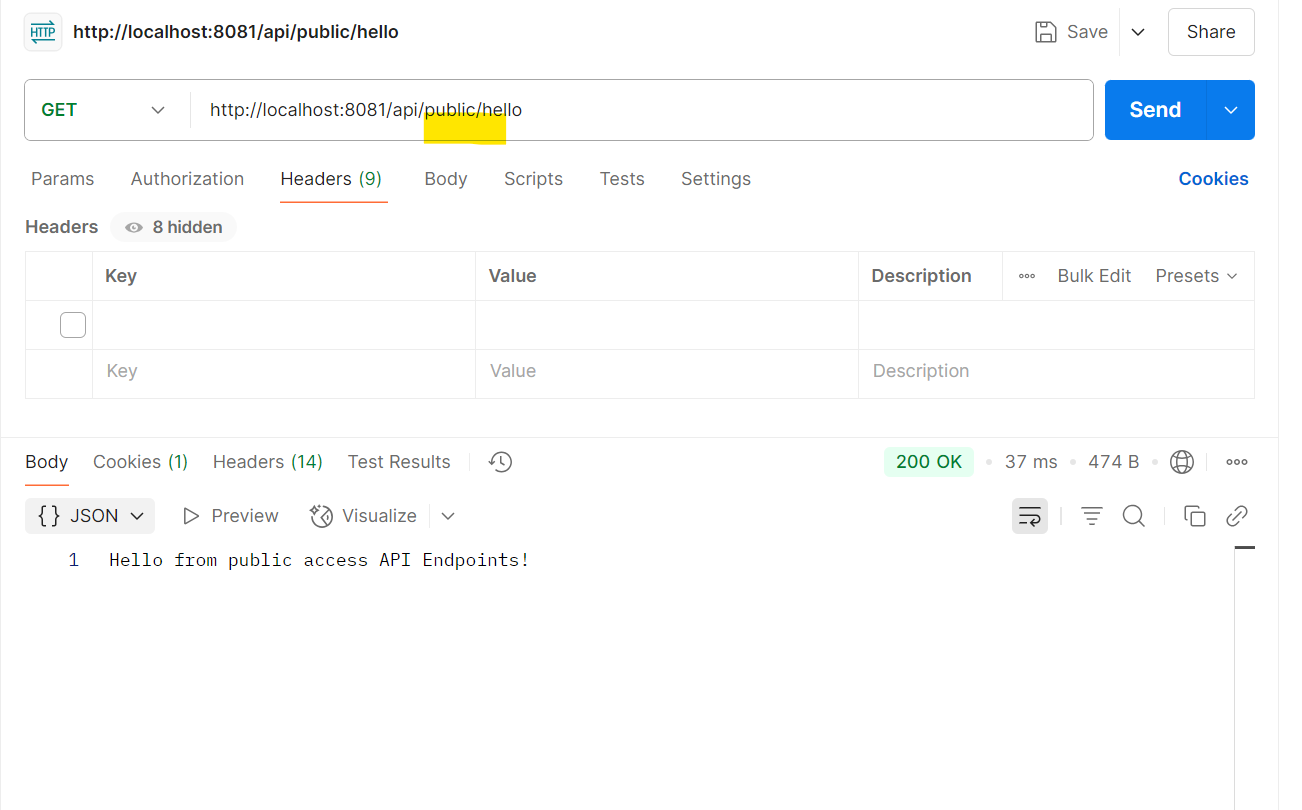 HTTP http://localhost:8081/api/public/hello Save Share
GET http://localhost:8081/api/public/hello Send
Params Authorization Headers (9) Body Scripts Tests Settings Cookies
Headers 8 hidden
Key Value Description Bulk Edit Presets
Key Value Description
Body Cookies (1) Headers (14) Test Results 200 OK 37 ms 474 B
{} JSON Preview Visualize
1 Hello from public access API Endpoints!